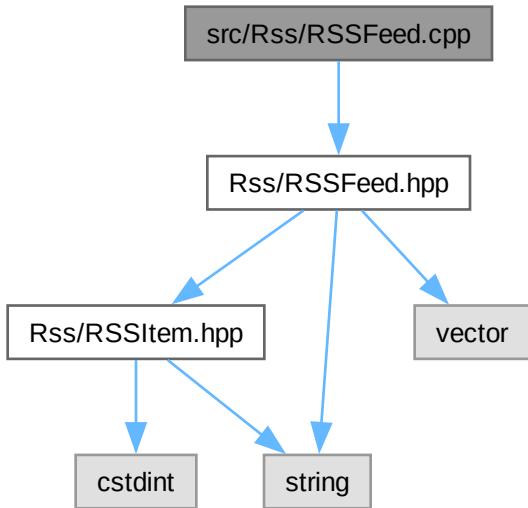 src/Rss/RSSFeed.cpp
Rss/RSSFeed.hpp
Rss/RSSItem.hpp
vector
cstdint
string